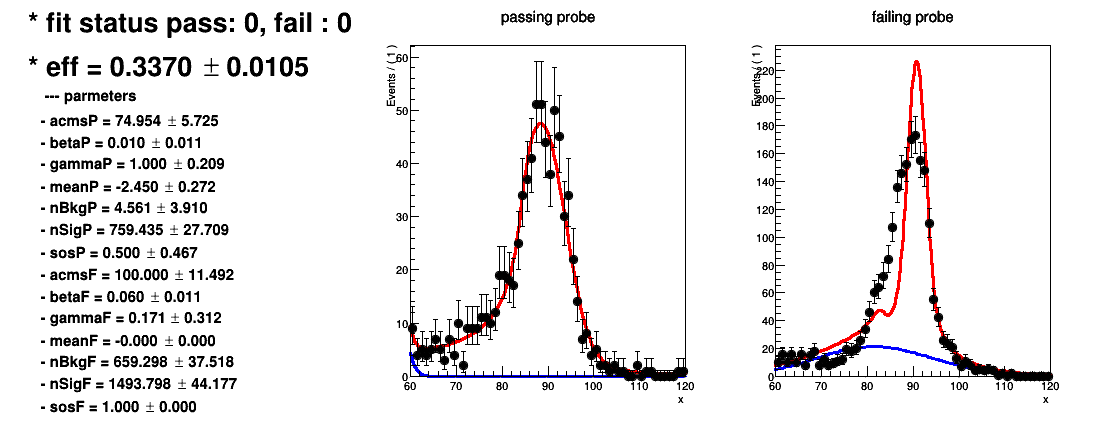 * fit status pass: 0, fail : 0
* eff = 0.3370 ± 0.0105
--- parmeters
- acmsP = 74.954 ± 5.725
- betaP = 0.010 ± 0.011
- gammaP = 1.000 ± 0.209
- meanP = -2.450 ± 0.272
- nBkgP = 4.561 ± 3.910
- nSigP = 759.435 ± 27.709
- sosP = 0.500 ± 0.467
- acmsF = 100.000 ± 11.492
- betaF = 0.060 ± 0.011
- gammaF = 0.171 ± 0.312
- meanF = -0.000 ± 0.000
- nBkgF = 659.298 ± 37.518
- nSigF = 1493.798 ± 44.177
- sosF = 1.000 ± 0.000
passing probe
Events / ( 1 )
60
50
40
30
20
10
0
60 70 80 90 100 110 120
x
failing probe
Events / ( 1 )
220
200
180
160
140
120
100
80
60
40
20
0
60 70 80 90 100 110 120
x